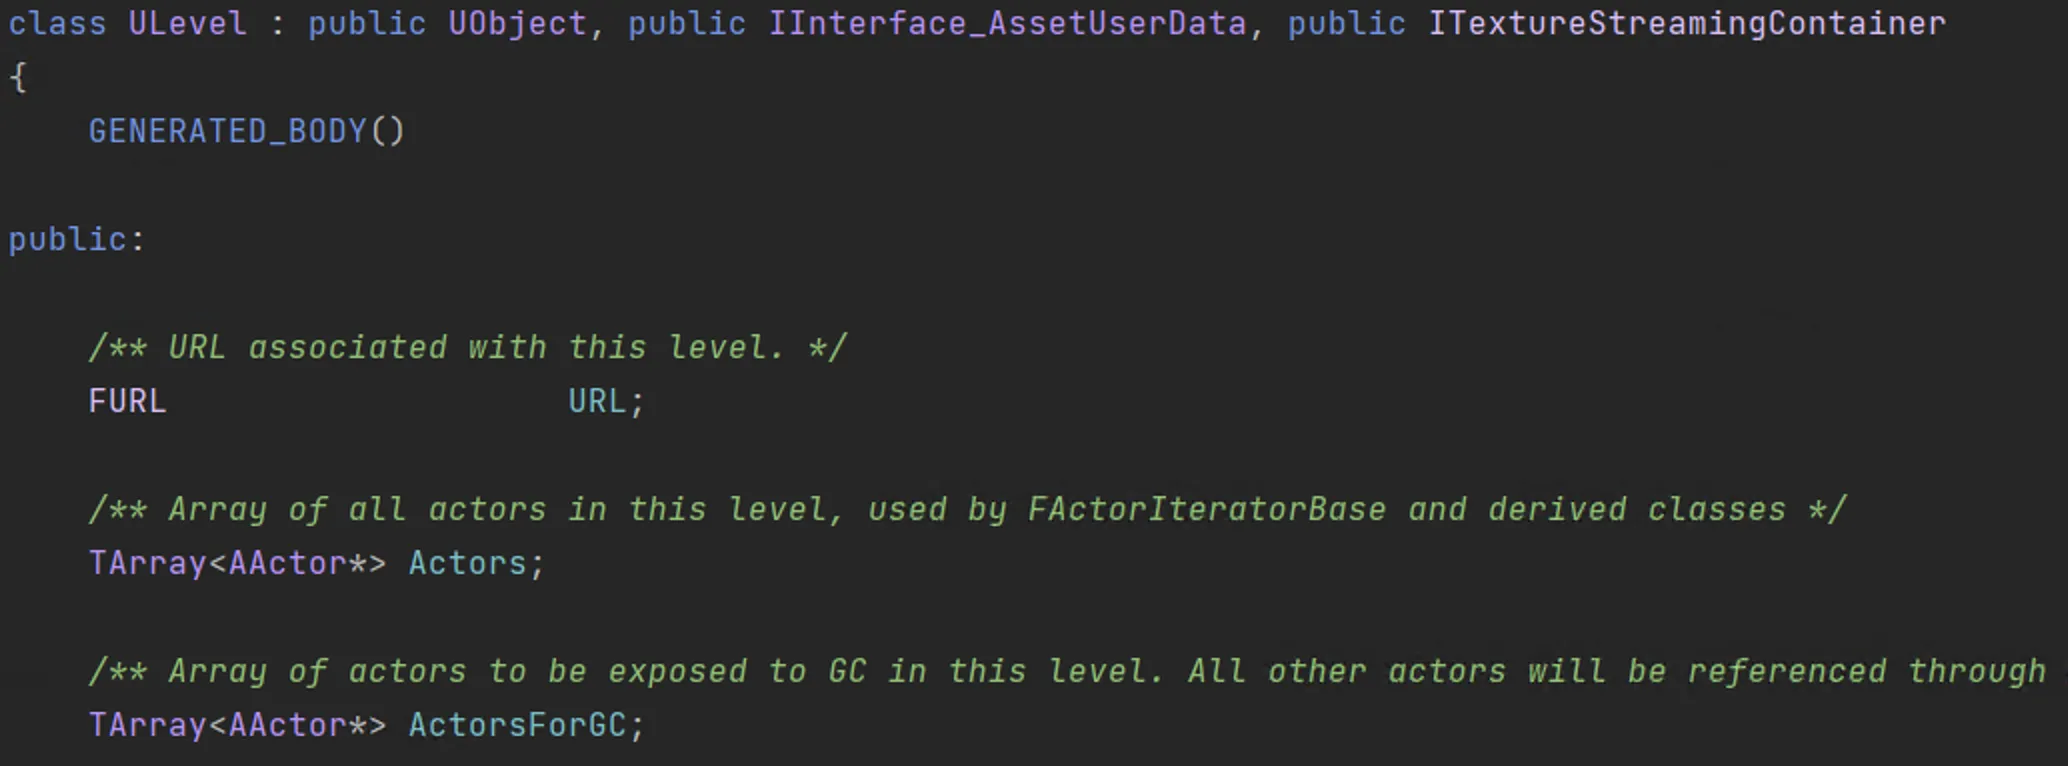 class ULevel : public UObject, public IInterface_AssetUserData, public ITextureStreamingContainer
{
    GENERATED_BODY()
public:
    /** URL associated with this level. */
    FURL                    URL;
    /** Array of all actors in this level, used by FActorIteratorBase and derived classes */
    TArray<AActor*> Actors;
    /** Array of actors to be exposed to GC in this level. All other actors will be referenced through
    TArray<AActor*> ActorsForGC;